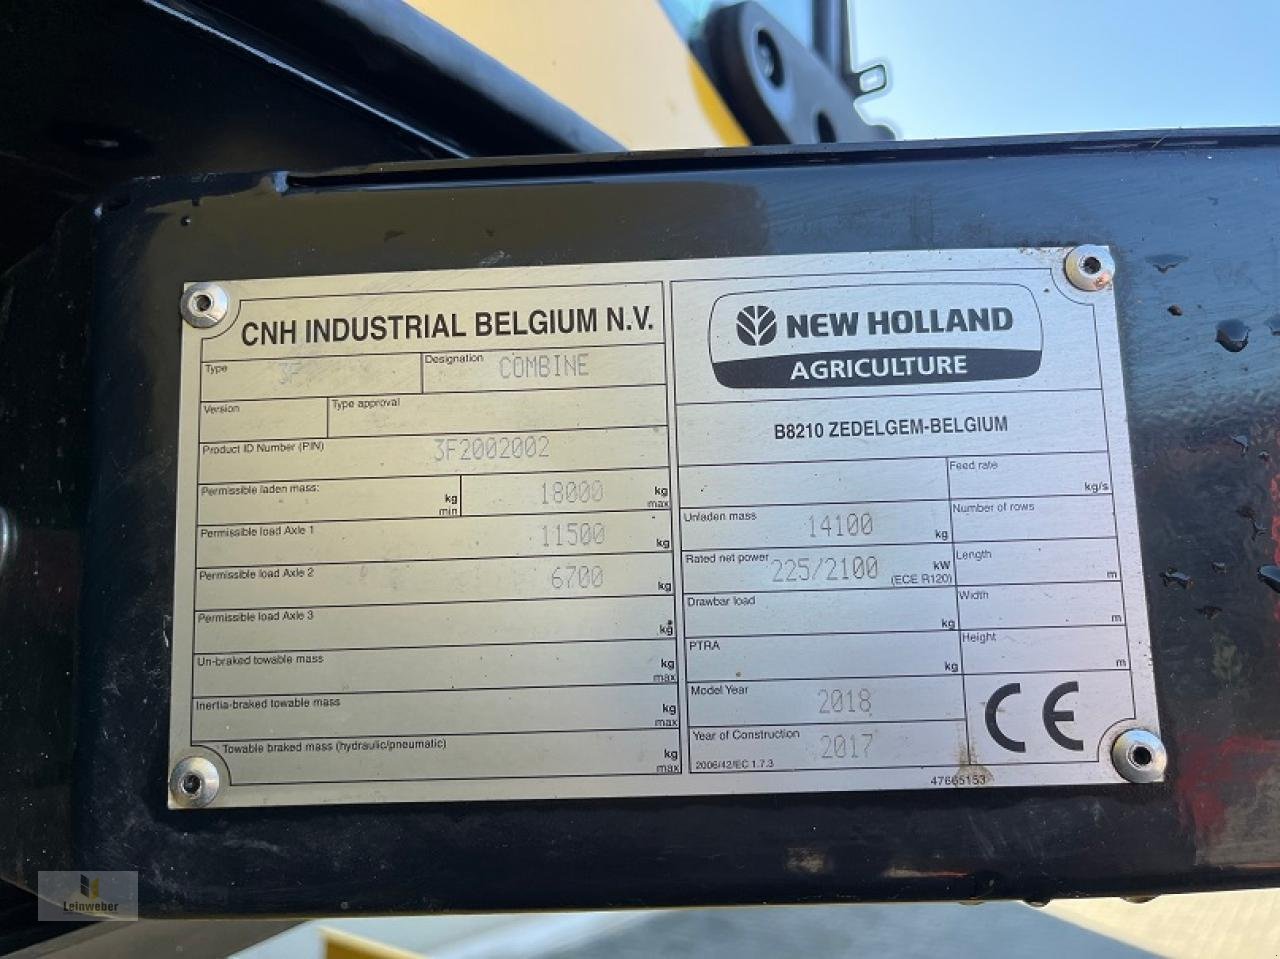 CNH INDUSTRIAL BELGIUM N.V.
Type 3F
Designation COMBINE
Version
Type approval
Product ID Number (PIN) 3F2002002
Permissible laden mass: kg min 18000 kg max
Permissible load Axle 1 11500 kg
Permissible load Axle 2 6700 kg
Permissible load Axle 3 kg
Un-braked towable mass kg max
Inertia-braked towable mass kg max
Towable braked mass (hydraulic/pneumatic) kg max
NEW HOLLAND
AGRICULTURE
B8210 ZEDELGEM-BELGIUM
Feed rate kg/s
Unladen mass 14100 kg
Number of rows
Rated net power 225/2100 kW (ECE R120)
Length m
Drawbar load kg
Width m
PTRA kg
Height m
Model Year 2018
Year of Construction 2017
2006/42/EC 1.7.3
CE
47665153
Leinweber